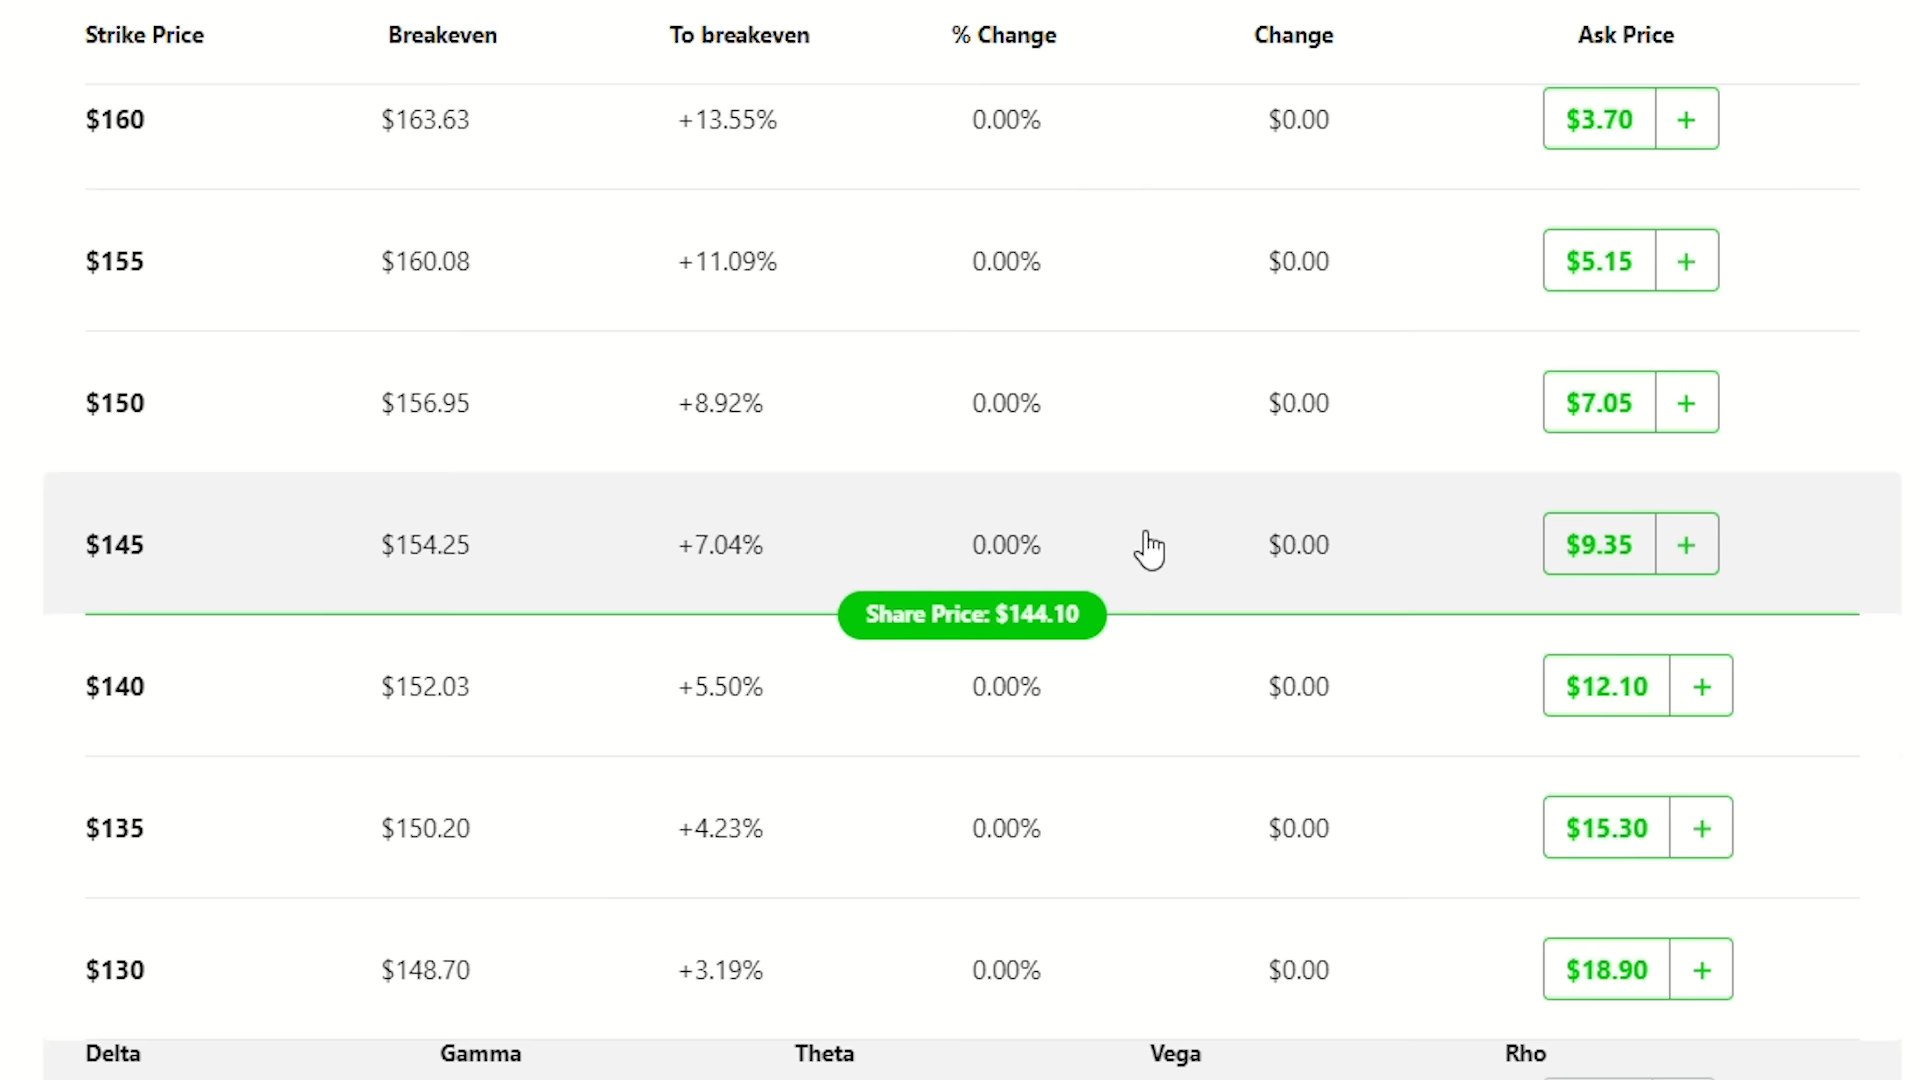 Strike Price Breakeven To breakeven % Change Change Ask Price
$160 $163.63 +13.55% 0.00% $0.00 $3.70 +
$155 $160.08 +11.09% 0.00% $0.00 $5.15 +
$150 $156.95 +8.92% 0.00% $0.00 $7.05 +
$145 $154.25 +7.04% 0.00% $0.00 $9.35 +
Share Price: $144.10
$140 $152.03 +5.50% 0.00% $0.00 $12.10 +
$135 $150.20 +4.23% 0.00% $0.00 $15.30 +
$130 $148.70 +3.19% 0.00% $0.00 $18.90 +
Delta Gamma Theta Vega Rho